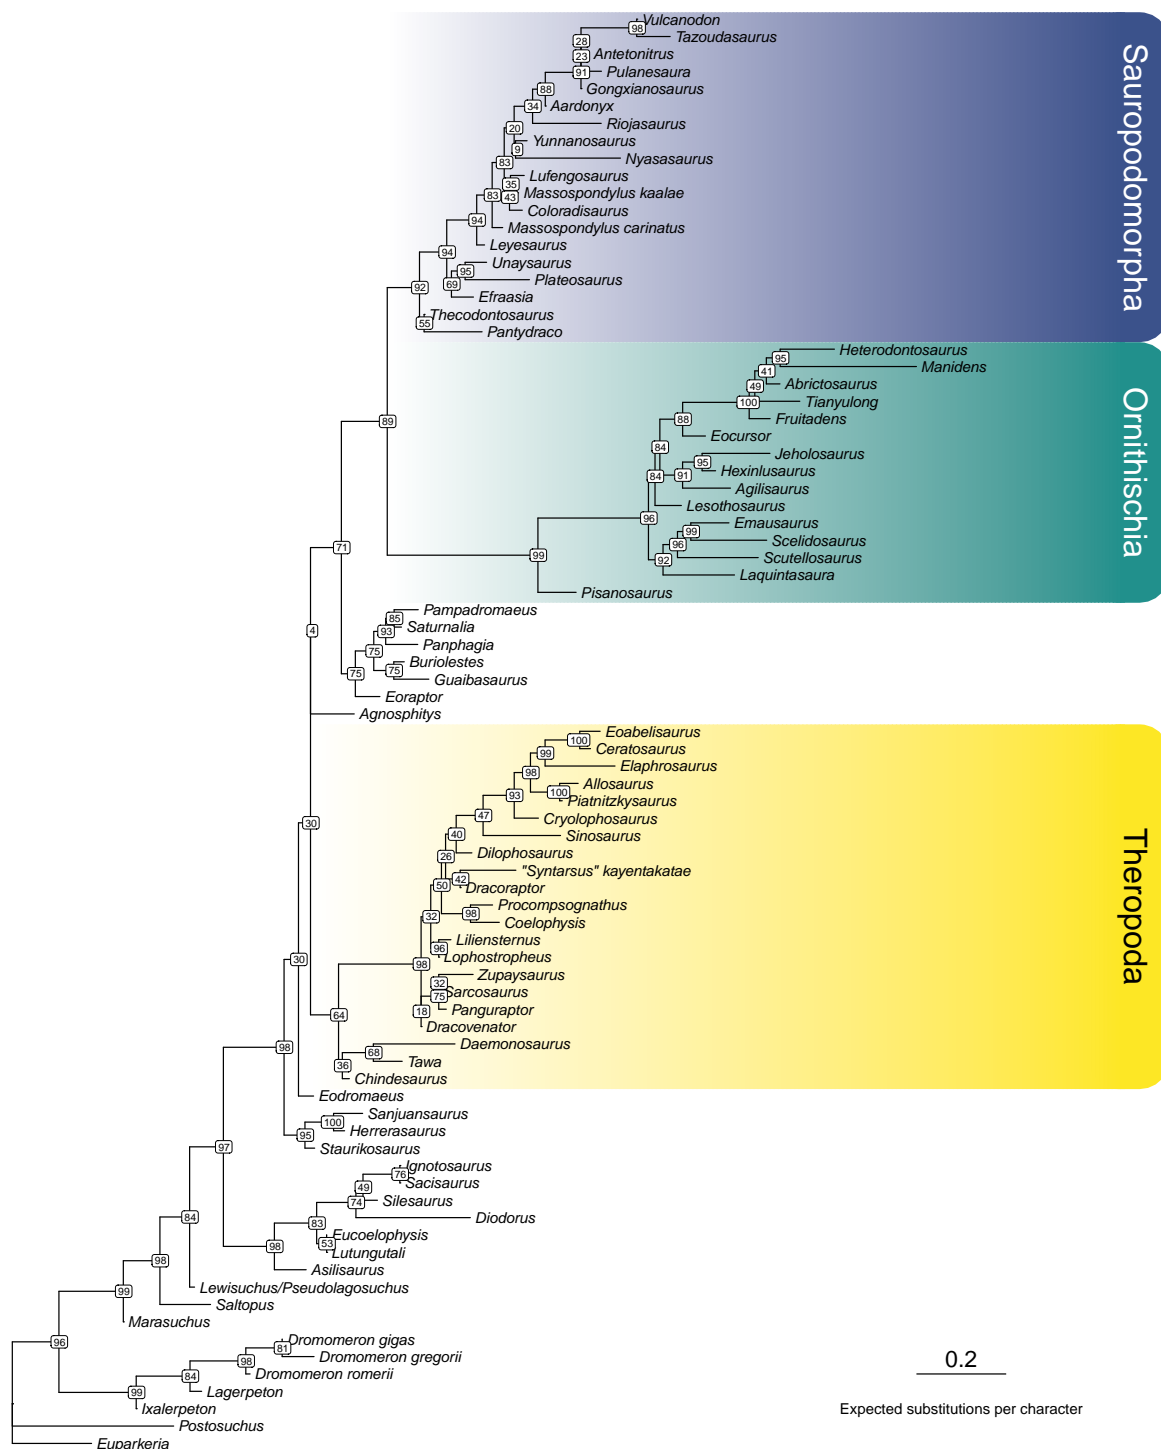 Vulcanodon
98
Tazoudasaurus
28
Antetonitrus
23
Pulanesaura
91
Gongxianosaurus
88
Aardonyx
34
Riojasaurus
20
Yunnanosaurus
9
Nyasasaurus
83
Lufengosaurus
35
Massospondylus kaalae
83
43
Coloradisaurus
94
Massospondylus carinatus
Leyesaurus
94
Unaysaurus
95
Plateosaurus
69
92
Efraasia
Thecodontosaurus
55
Pantydraco
Sauropodomorpha
Heterodontosaurus
95
Manidens
41
Abrictosaurus
49
Tianyulong
100
Fruitadens
88
89
Eocursor
84
Jeholosaurus
95
Hexinlusaurus
84
91
Agilisaurus
Lesothosaurus
96
Emausaurus
99
Scelidosaurus
96
Scutellosaurus
99
92
Laquintasaura
Pisanosaurus
Ornithischia
71
Pampadromaeus
85
Saturnalia
4
93
Panphagia
75
Buriolestes
75
75
Guaibasaurus
Eoraptor
Agnosphitys
Eoabelisaurus
100
Ceratosaurus
99
Elaphrosaurus
98
Allosaurus
100
93
Piatnitzkysaurus
47
Cryolophosaurus
30
40
Sinosaurus
26
Dilophosaurus
"Syntarsus" kayentakatae
50
42
Dracoraptor
Procompsognathus
32
98
Coelophysis
Liliensternus
96
Lophostropheus
30
98
Zupaysaurus
32
Sarcosaurus
75
Panguraptor
64
18
Dracovenator
Daemonosaurus
98
68
Tawa
36
Chindesaurus
Theropoda
Eodromaeus
Sanjuansaurus
100
Herrerasaurus
95
97
Staurikosaurus
Ignotosaurus
76
Sacisaurus
49
Silesaurus
74
84
Diodorus
83
Eucoelophysis
53
98
Lutungutali
98
Asilisaurus
Lewisuchus/Pseudolagosuchus
99
Saltopus
Marasuchus
96
Dromomeron gigas
81
Dromomeron gregorii
98
Dromomeron romerii
84
Lagerpeton
99
Ixalerpeton
Postosuchus
Euparkeria
0.2
Expected substitutions per character